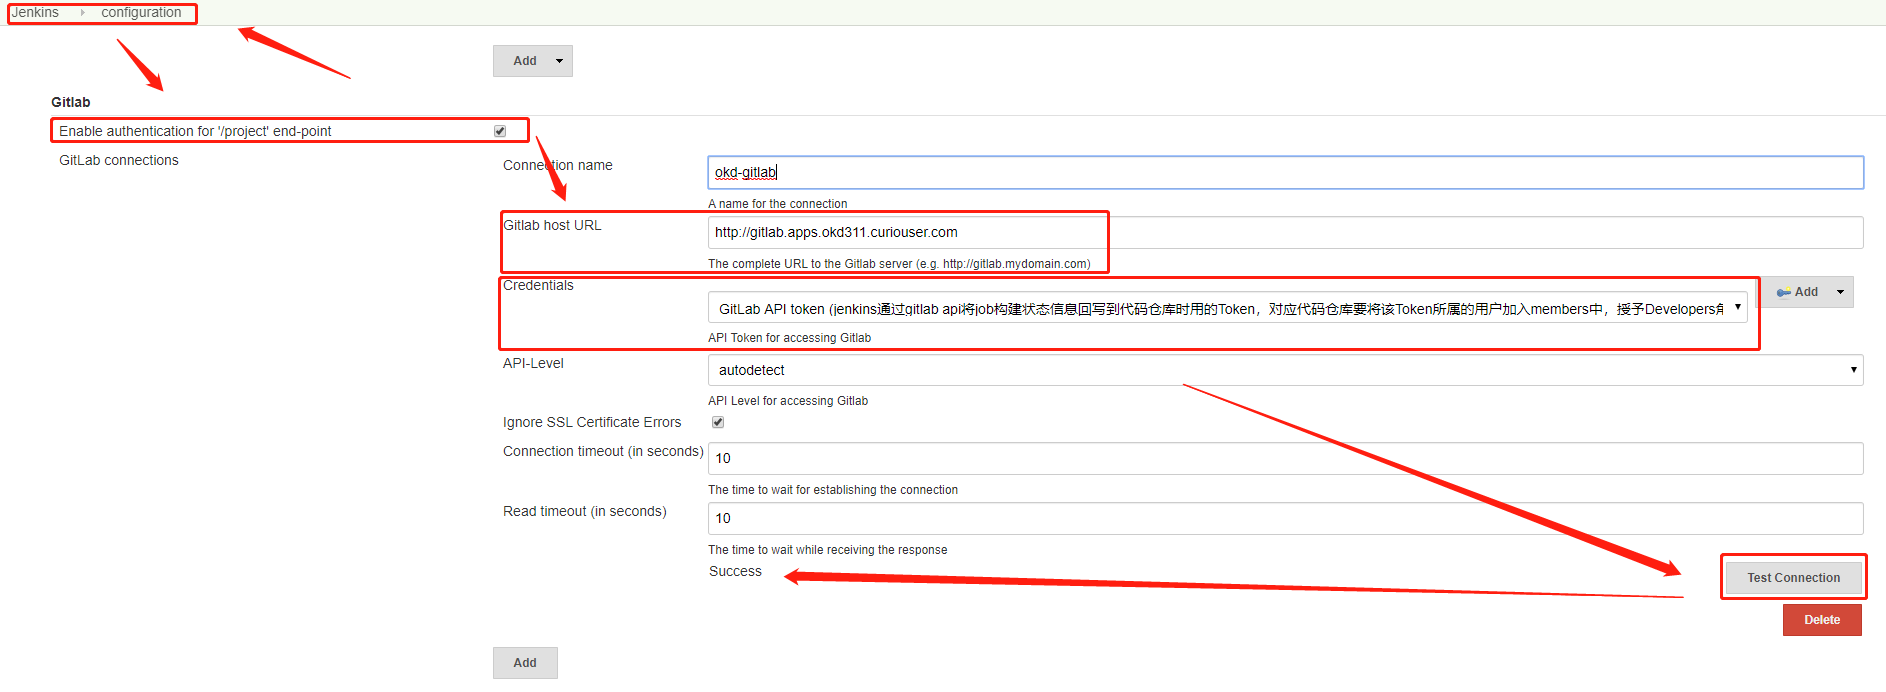 Jenkins configuration
Add
Gitlab
Enable authentication for '/project' end-point
GitLab connections
Connection name
okd-gitlab
A name for the connection
Gitlab host URL
http://gitlab.apps.okd311.curiouser.com
The complete URL to the Gitlab server (e.g. http://gitlab.mydomain.com)
Credentials
GitLab API token (jenkins通过gitlab api将job构建状态信息回写到代码仓库时用的Token，对应代码仓库要将该Token所属的用户加入members中，授予Developers角
Add
API Token for accessing Gitlab
API-Level
autodetect
API Level for accessing Gitlab
Ignore SSL Certificate Errors
Connection timeout (in seconds)
10
The time to wait for establishing the connection
Read timeout (in seconds)
10
The time to wait while receiving the response
Success
Test Connection
Delete
Add